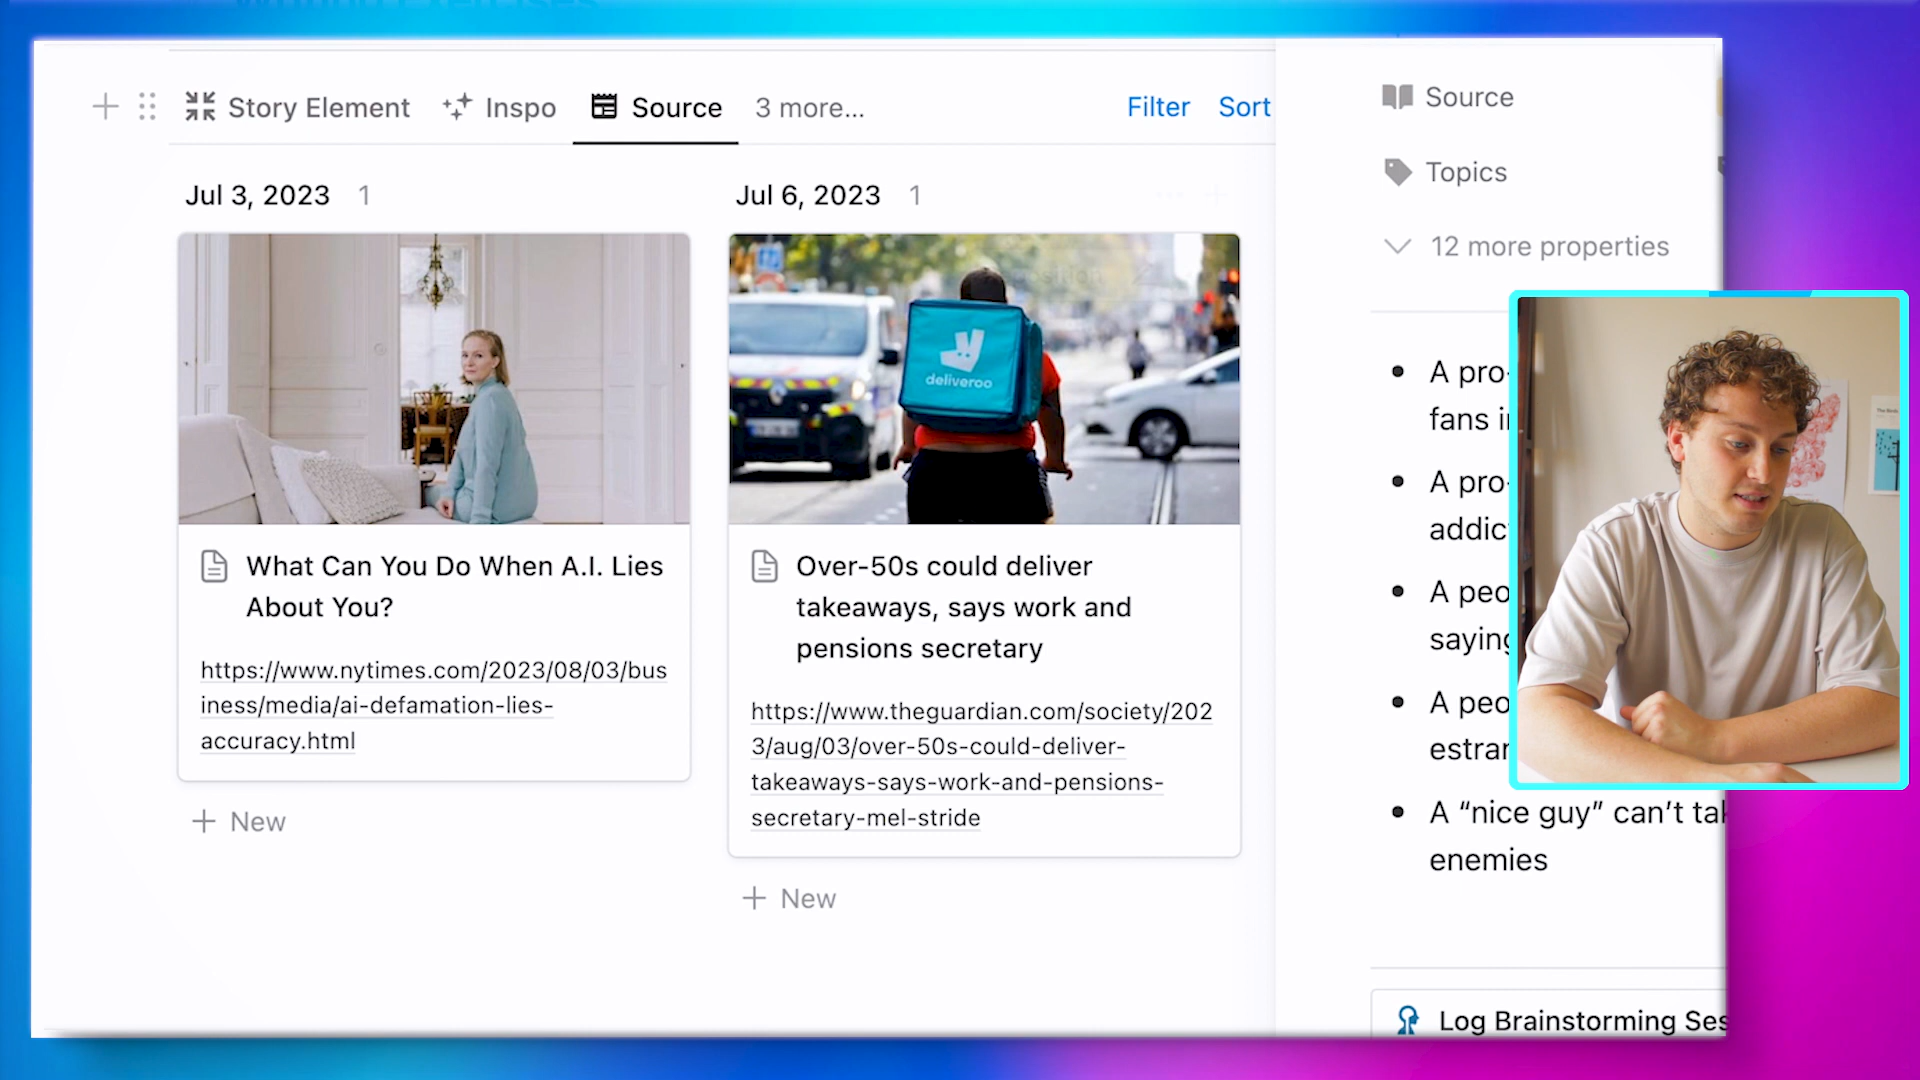 Story Element
Inspo
Source
3 more...
Filter
Sort
Jul 3, 2023 1
Jul 6, 2023 1
deliveroo
What Can You Do When A.I. Lies
About You?
https://www.nytimes.com/2023/08/03/bus
iness/media/ai-defamation-lies-
accuracy.html
+ New
Over-50s could deliver
takeaways, says work and
pensions secretary
https://www.theguardian.com/society/202
3/aug/03/over-50s-could-deliver-
takeaways-says-work-and-pensions-
secretary-mel-stride
+ New
Source
Topics
12 more properties
A pro-
fans
A pro-
addic
A peo
saying
A peo
estran
A “nice guy” can’t tak
enemies
Log Brainstorming Ses